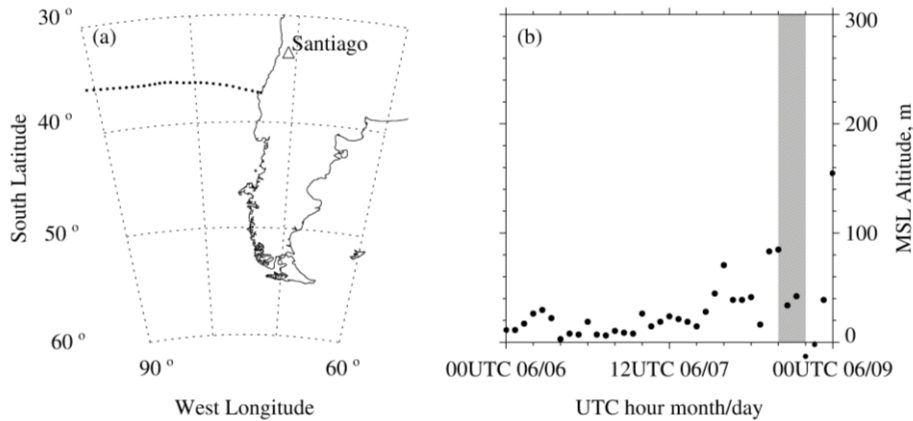 (a)
30 º
Santiago
40 º
50 º
60 º
South Latitude
90 º
60 º
West Longitude
(b)
300
200
100
0
MSL Altitude, m
00UTC 06/06
12UTC 06/07
00UTC 06/09
UTC hour month/day